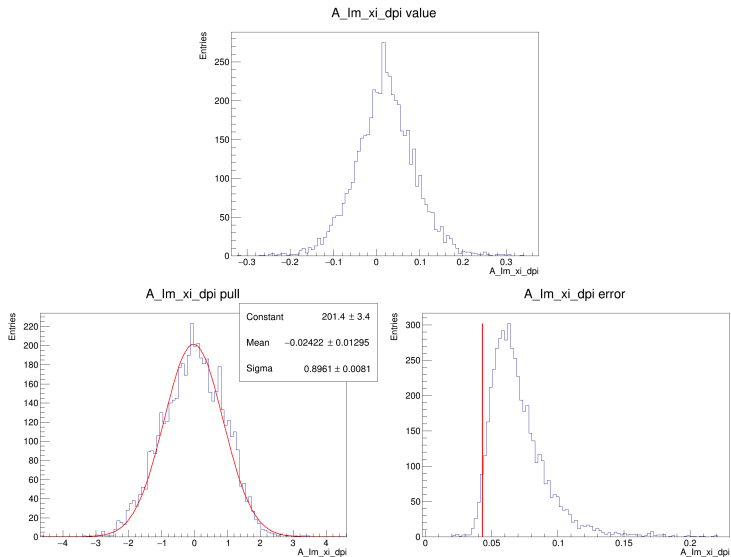 A_Im_xi_dpi value
Entries
250
200
150
100
50
0
−0.3 −0.2 −0.1 0 0.1 0.2 0.3
A_Im_xi_dpi
A_Im_xi_dpi pull
Entries
220
200
180
160
140
120
100
80
60
40
20
0
−4 −3 −2 −1 0 1 2 3 4
A_Im_xi_dpi
Constant 201.4 ± 3.4
Mean −0.02422 ± 0.01295
Sigma 0.8961 ± 0.0081
A_Im_xi_dpi error
Entries
300
250
200
150
100
50
0
0 0.05 0.1 0.15 0.2
A_Im_xi_dpi